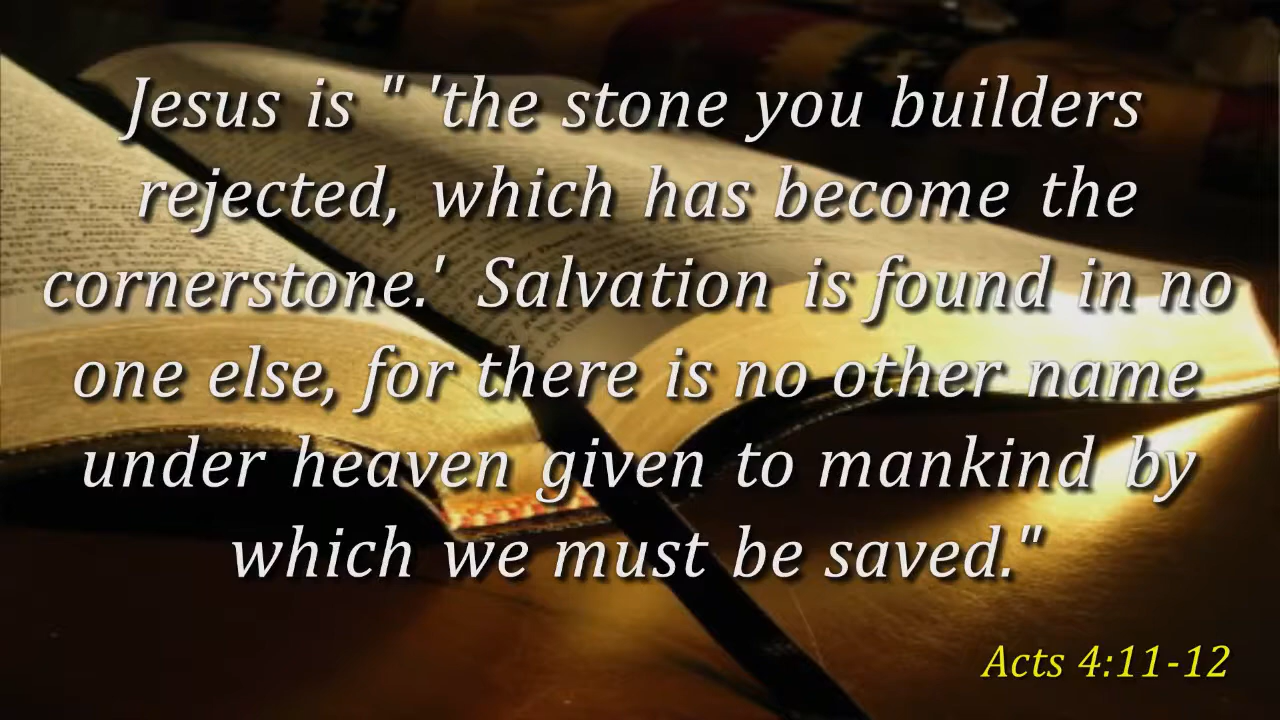 Jesus is " 'the stone you builders
rejected, which has become the
cornerstone.' Salvation is found in no
one else, for there is no other name
under heaven given to mankind by
which we must be saved."
Acts 4:11-12